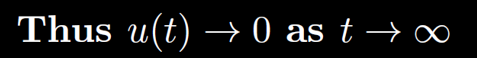 Thus u(t) → 0 as t → ∞